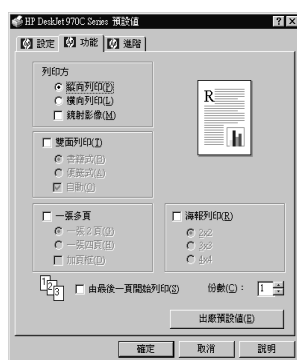 HP DeskJet 970C Series 預設值
設定 功能 進階
列印方
縱向列印(P)
橫向列印(L)
鏡射影像(M)
R
雙面列印(T)
書籍式(B)
便箋式(A)
自動(O)
一張多頁
一張 2 頁(G)
一張四頁(H)
加頁框(D)
海報列印(R)
2x2
3x3
4x4
1 2 3
由最後一頁開始列印(S)
份數(C): 1
出廠預設值(E)
確定 取消 說明